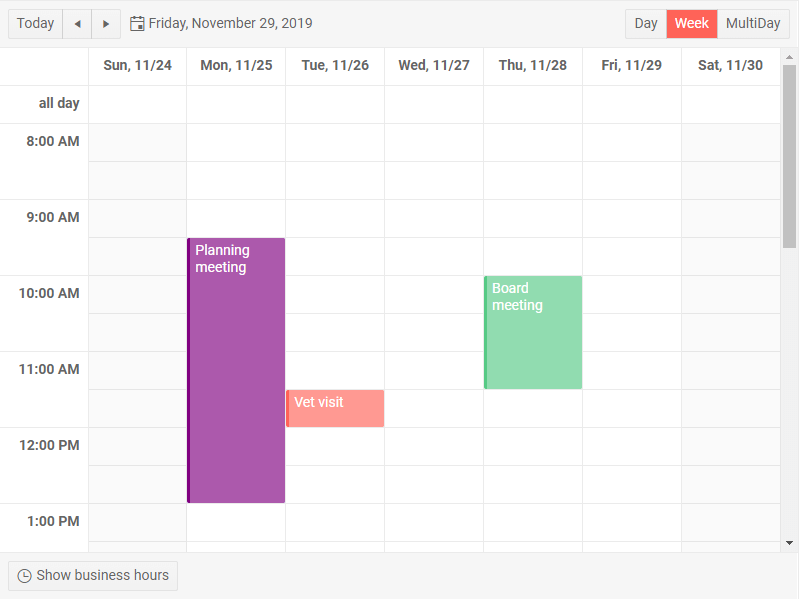 Today
Friday, November 29, 2019
Day
Week
MultiDay
Sun, 11/24
Mon, 11/25
Tue, 11/26
Wed, 11/27
Thu, 11/28
Fri, 11/29
Sat, 11/30
all day
8:00 AM
9:00 AM
Planning
meeting
10:00 AM
Board
meeting
11:00 AM
Vet visit
12:00 PM
1:00 PM
Show business hours